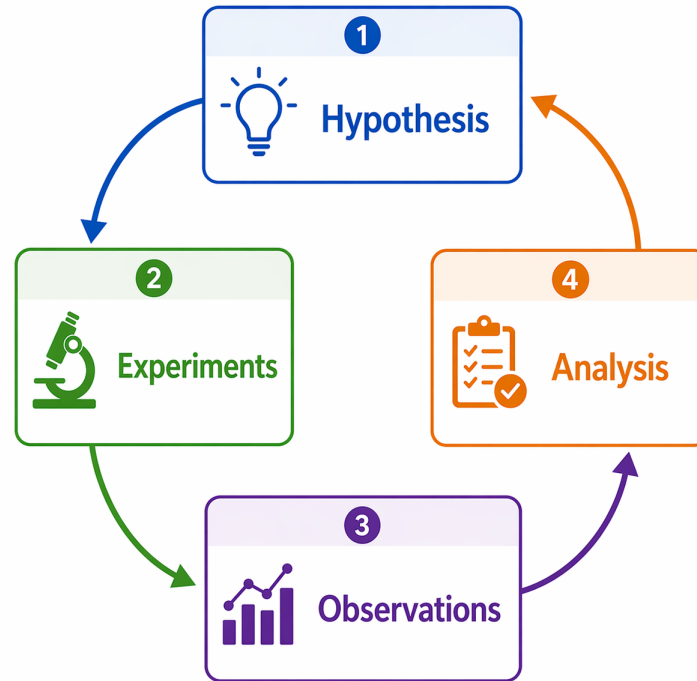 1
Hypothesis
2
Experiments
3
Observations
4
Analysis